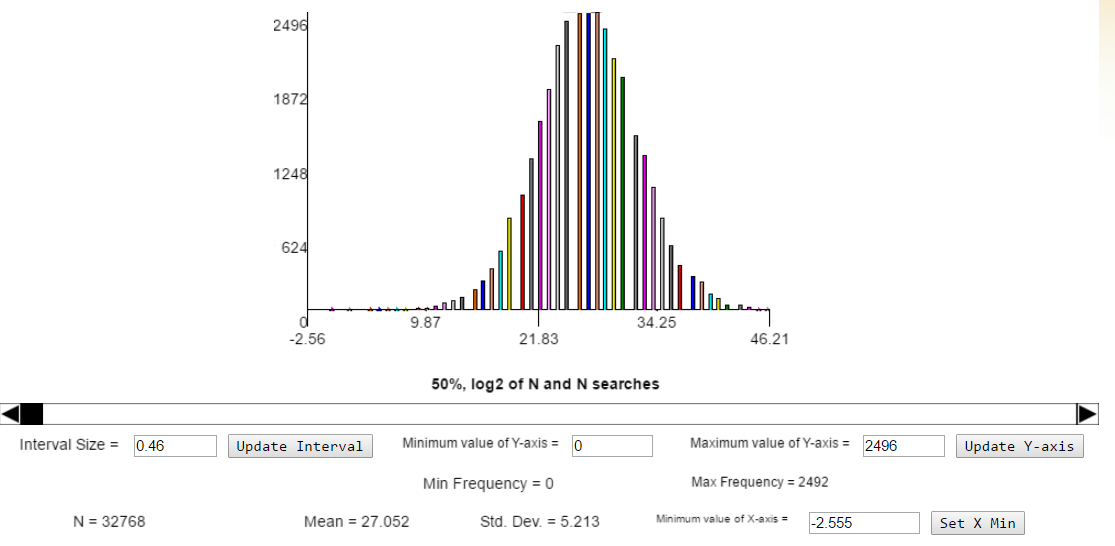 2496
1872
1248
624
0
-2.56 9.87 21.83 34.25 46.21
50%, log2 of N and N searches
Interval Size = 0.46 Update Interval Minimum value of Y-axis = 0 Maximum value of Y-axis = 2496 Update Y-axis
Min Frequency = 0 Max Frequency = 2492
N = 32768 Mean = 27.052 Std. Dev. = 5.213 Minimum value of X-axis = -2.555 Set X Min